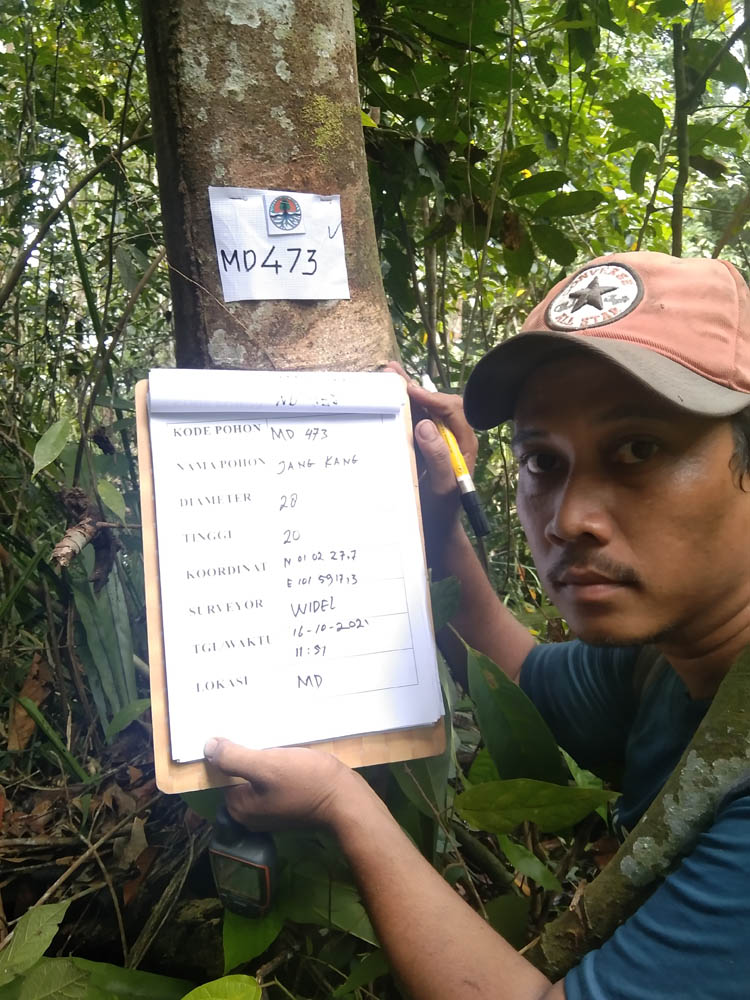 MD473
CONVERSE
ALL STAR
KODE POHON MD 473
NAMA POHON JANG KANG
DIAMETER 28
TINGGI 20
KOORDINAT N 01 02 27.7
E 101 59 17,3
SURVEYOR WIDEL
TGL/WAKTU 16-10-2021
11:51
LOKASI MD